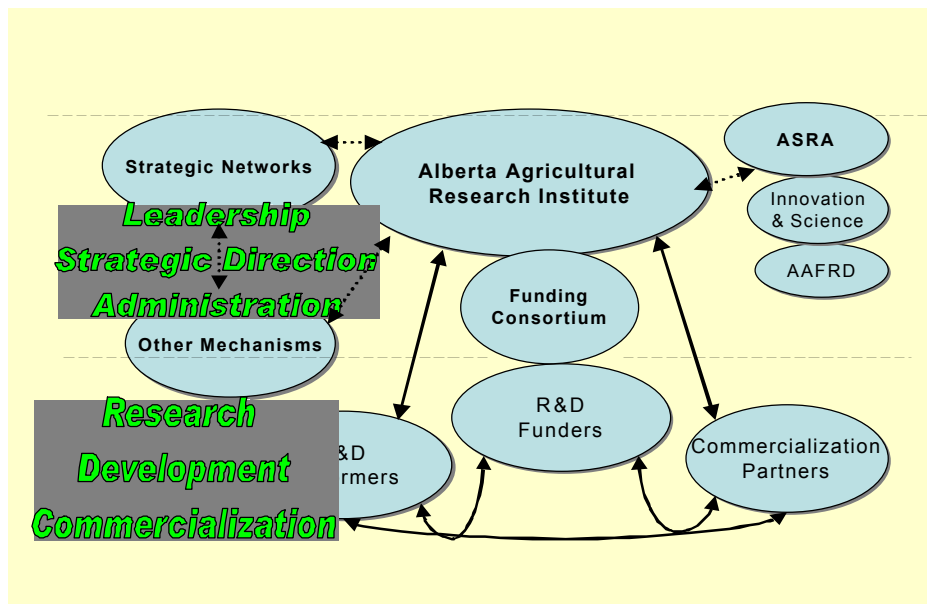 Strategic Networks
Alberta Agricultural
Research Institute
ASRA
Innovation
& Science
AAFRD
Leadership
Strategic Direction
Administration
Funding
Consortium
Other Mechanisms
Research
Development
Commercialization
&D
R&D
Funders
Commercialization
Partners